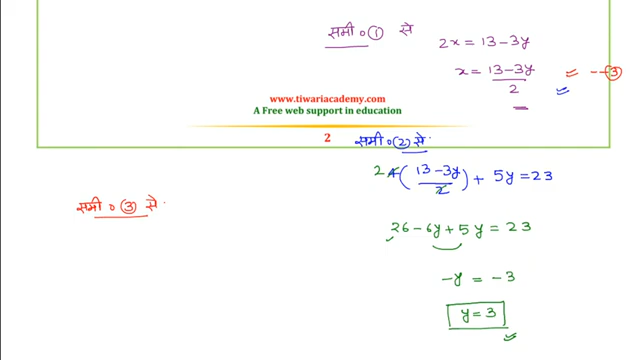 समी० ① से
2x = 13 - 3y
x = (13 - 3y)/2 = --③
www.tiwariacademy.com
A Free web support in education
2
समी० ② से
2 4((13 - 3y)/2) + 5y = 23
समी० ③ से
26 - 6y + 5y = 23
-y = -3
y = 3